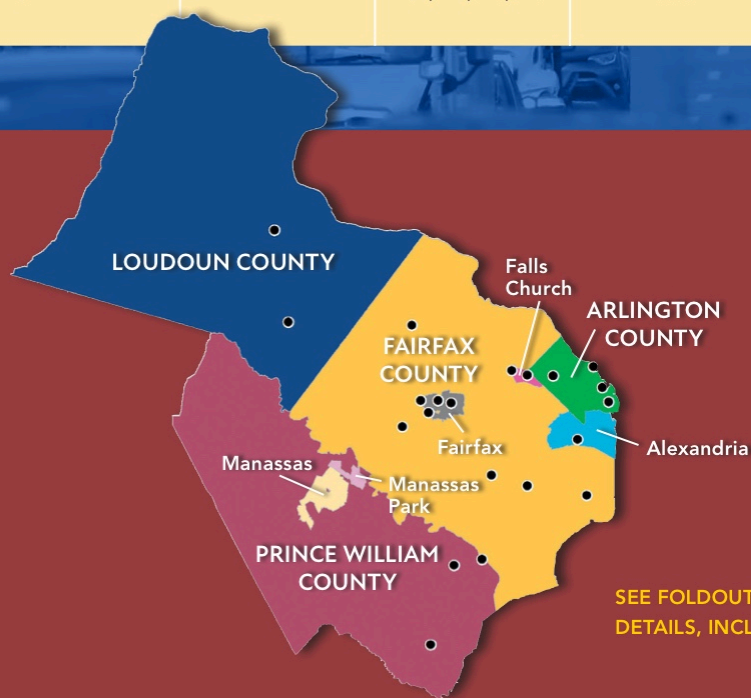 LOUDOUN COUNTY
Falls
Church
ARLINGTON
COUNTY
FAIRFAX
COUNTY
Fairfax
Alexandria
Manassas
Manassas
Park
PRINCE WILLIAM
COUNTY
SEE FOLDOUT
DETAILS, INCL